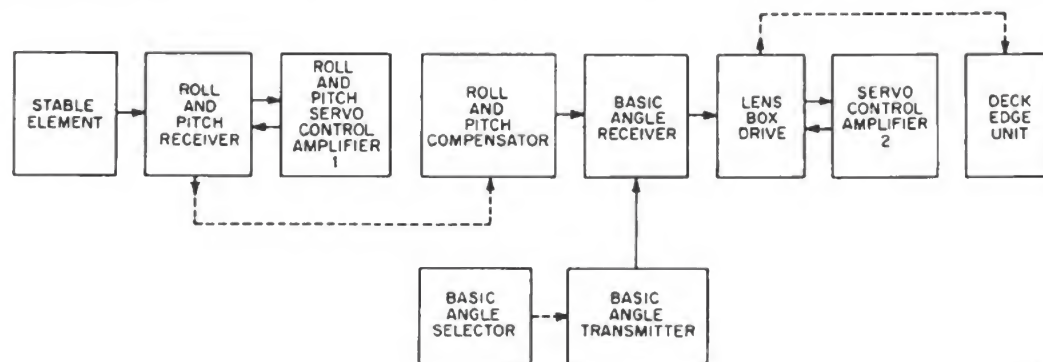 STABLE
ELEMENT
ROLL
AND
PITCH
RECEIVER
ROLL
AND
PITCH
SERVO
CONTROL
AMPLIFIER
1
ROLL
AND
PITCH
COMPENSATOR
BASIC
ANGLE
RECEIVER
LENS
BOX
DRIVE
SERVO
CONTROL
AMPLIFIER
2
DECK
EDGE
UNIT
BASIC
ANGLE
SELECTOR
BASIC
ANGLE
TRANSMITTER